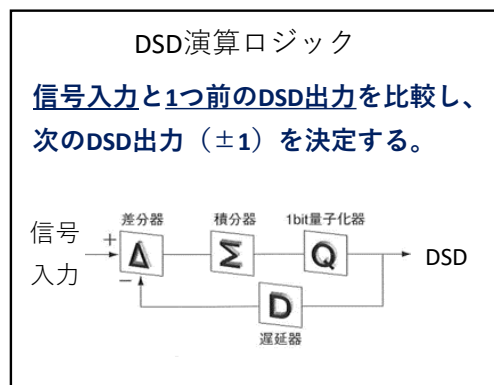 DSD演算ロジック
信号入力と1つ前のDSD出力を比較し、
次のDSD出力（±1）を決定する。
差分器 積分器 1bit量子化器
信号
入力
+
−
Δ Σ Q
DSD
D
遅延器